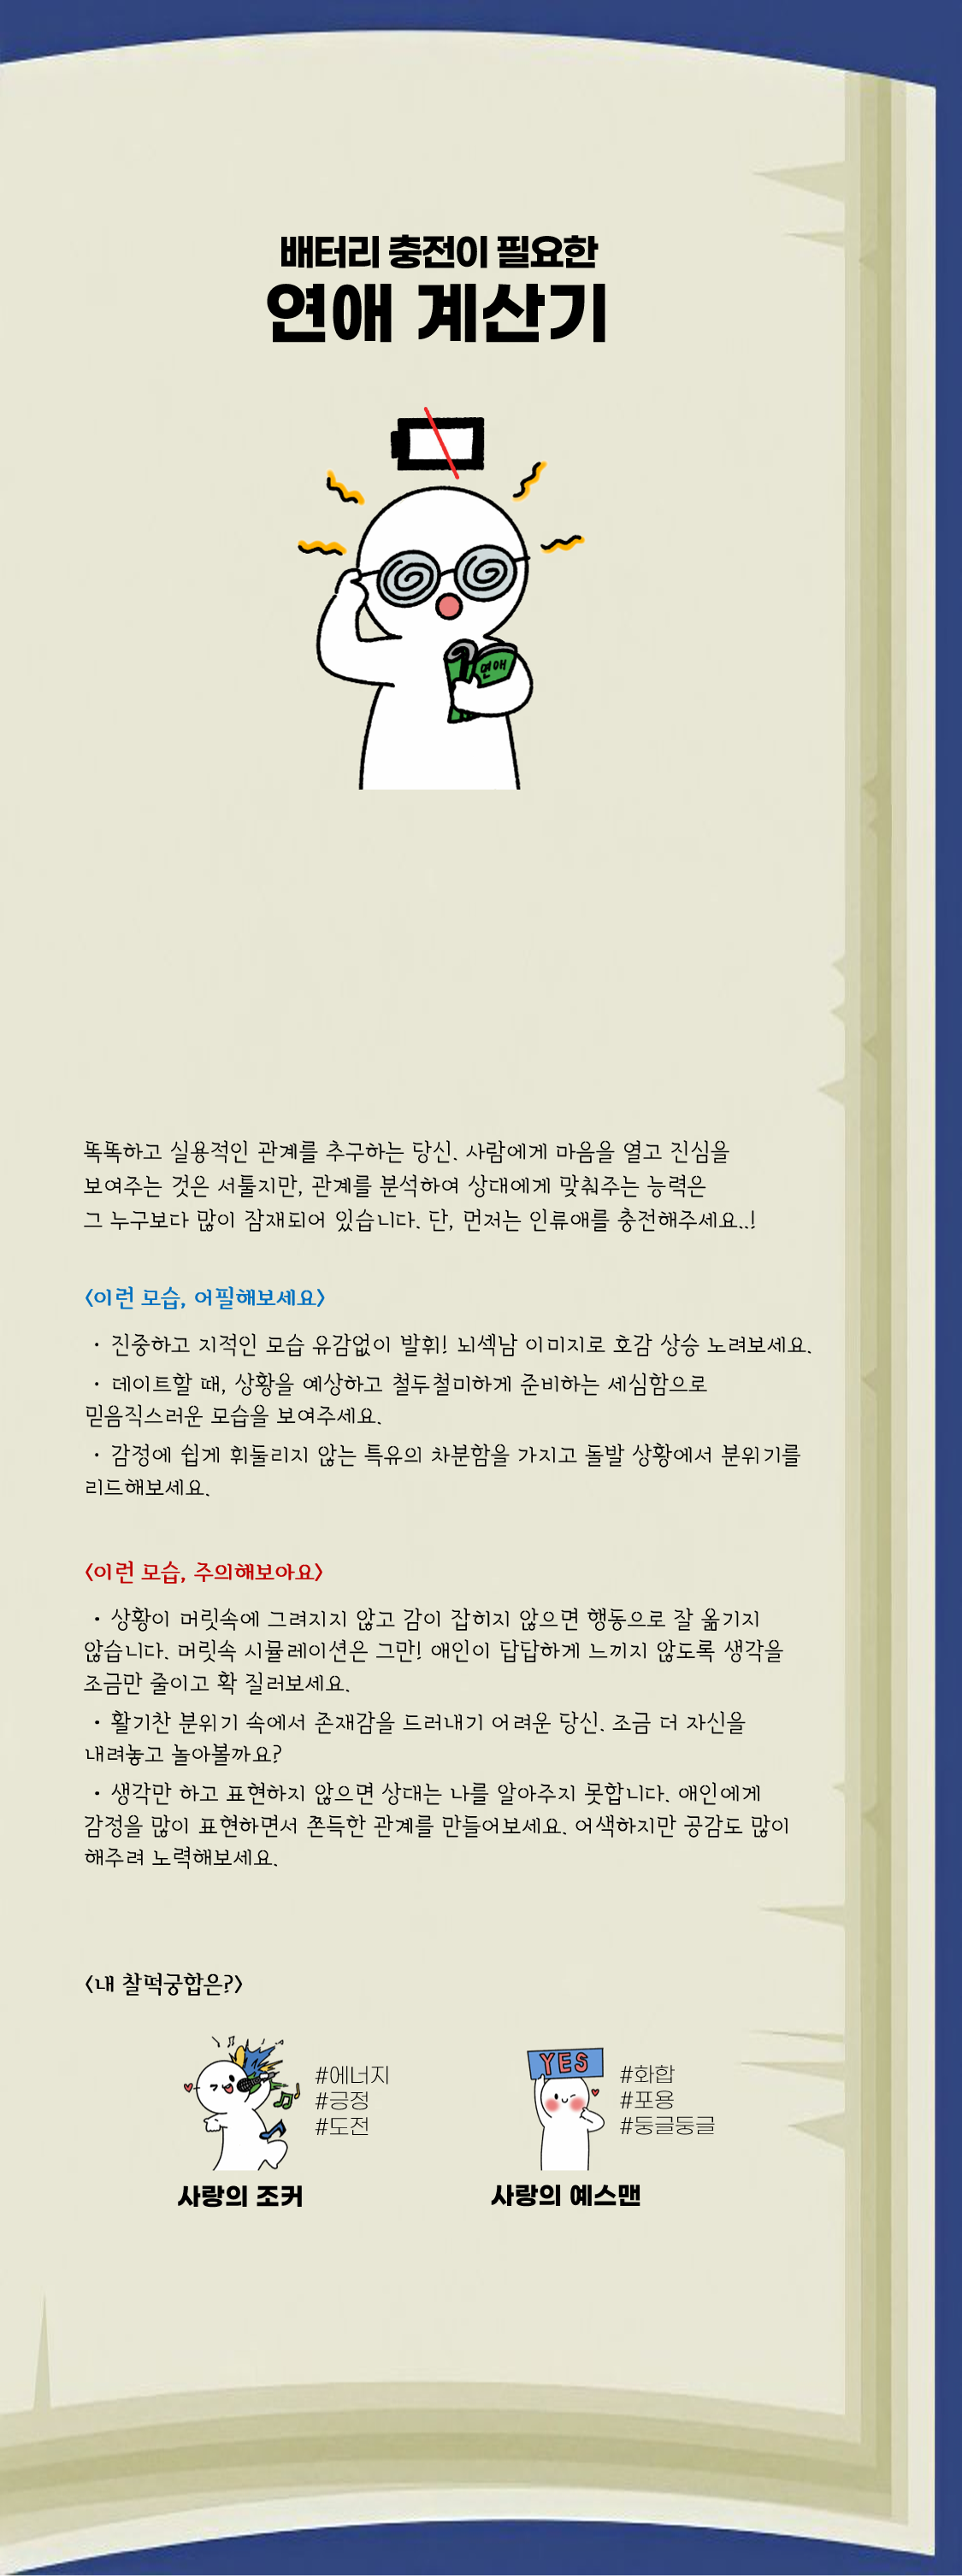 배터리 충전이 필요한
연애 계산기
연애
똑똑하고 실용적인 관계를 추구하는 당신. 사람에게 마음을 열고 진심을
보여주는 것은 서툴지만, 관계를 분석하여 상대에게 맞춰주는 능력은
그 누구보다 많이 잠재되어 있습니다. 단, 먼저는 인류애를 충전해주세요..!
<이런 모습, 어필해보세요>
· 진중하고 지적인 모습 유감없이 발휘! 뇌섹남 이미지로 호감 상승 노려보세요.
· 데이트할 때, 상황을 예상하고 철두철미하게 준비하는 세심함으로
믿음직스러운 모습을 보여주세요.
· 감정에 쉽게 휘둘리지 않는 특유의 차분함을 가지고 돌발 상황에서 분위기를
리드해보세요.
<이런 모습, 주의해보아요>
· 상황이 머릿속에 그려지지 않고 감이 잡히지 않으면 행동으로 잘 옮기지
않습니다. 머릿속 시뮬레이션은 그만! 애인이 답답하게 느끼지 않도록 생각을
조금만 줄이고 확 질러보세요.
· 활기찬 분위기 속에서 존재감을 드러내기 어려운 당신. 조금 더 자신을
내려놓고 놀아볼까요?
· 생각만 하고 표현하지 않으면 상대는 나를 알아주지 못합니다. 애인에게
감정을 많이 표현하면서 쫀득한 관계를 만들어보세요. 어색하지만 공감도 많이
해주려 노력해보세요.
<내 찰떡궁합은?>
#에너지
#긍정
#도전
사랑의 조커
YES
#화합
#포용
#둥글둥글
사랑의 예스맨